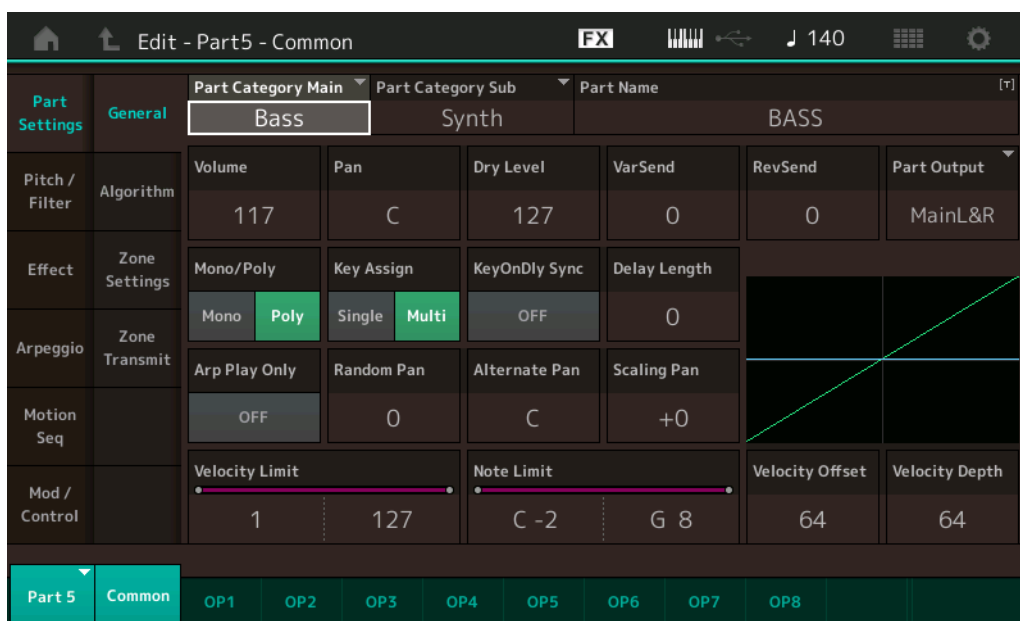 Edit - Part5 - Common FX ♩ 140
Part Category Main Part Category Sub Part Name [T]
Bass Synth BASS
Part Settings
General
Pitch / Filter
Algorithm
Effect
Zone Settings
Arpeggio
Zone Transmit
Motion Seq
Mod / Control
Volume Pan Dry Level VarSend RevSend Part Output
117 C 127 0 0 MainL&R
Mono/Poly Key Assign KeyOnDly Sync Delay Length
Mono Poly Single Multi OFF 0
Arp Play Only Random Pan Alternate Pan Scaling Pan
OFF 0 C +0
Velocity Limit Note Limit Velocity Offset Velocity Depth
1 127 C -2 G 8 64 64
Part 5 Common OP1 OP2 OP3 OP4 OP5 OP6 OP7 OP8